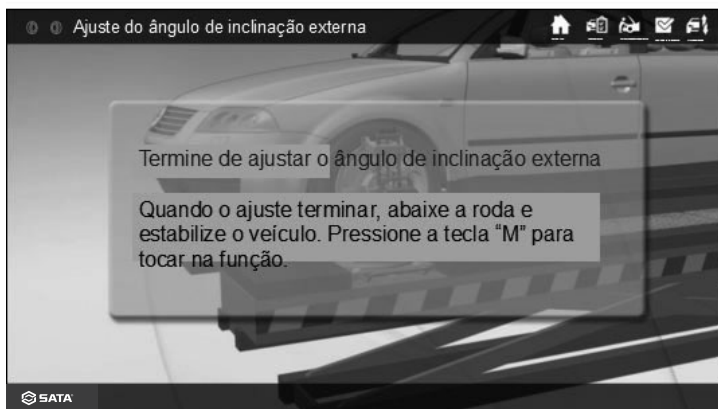 Ajuste do ângulo de inclinação externa
Termine de ajustar o ângulo de inclinação externa
Quando o ajuste terminar, abaixe a roda e
estabilize o veículo. Pressione a tecla “M” para
tocar na função.
SATA